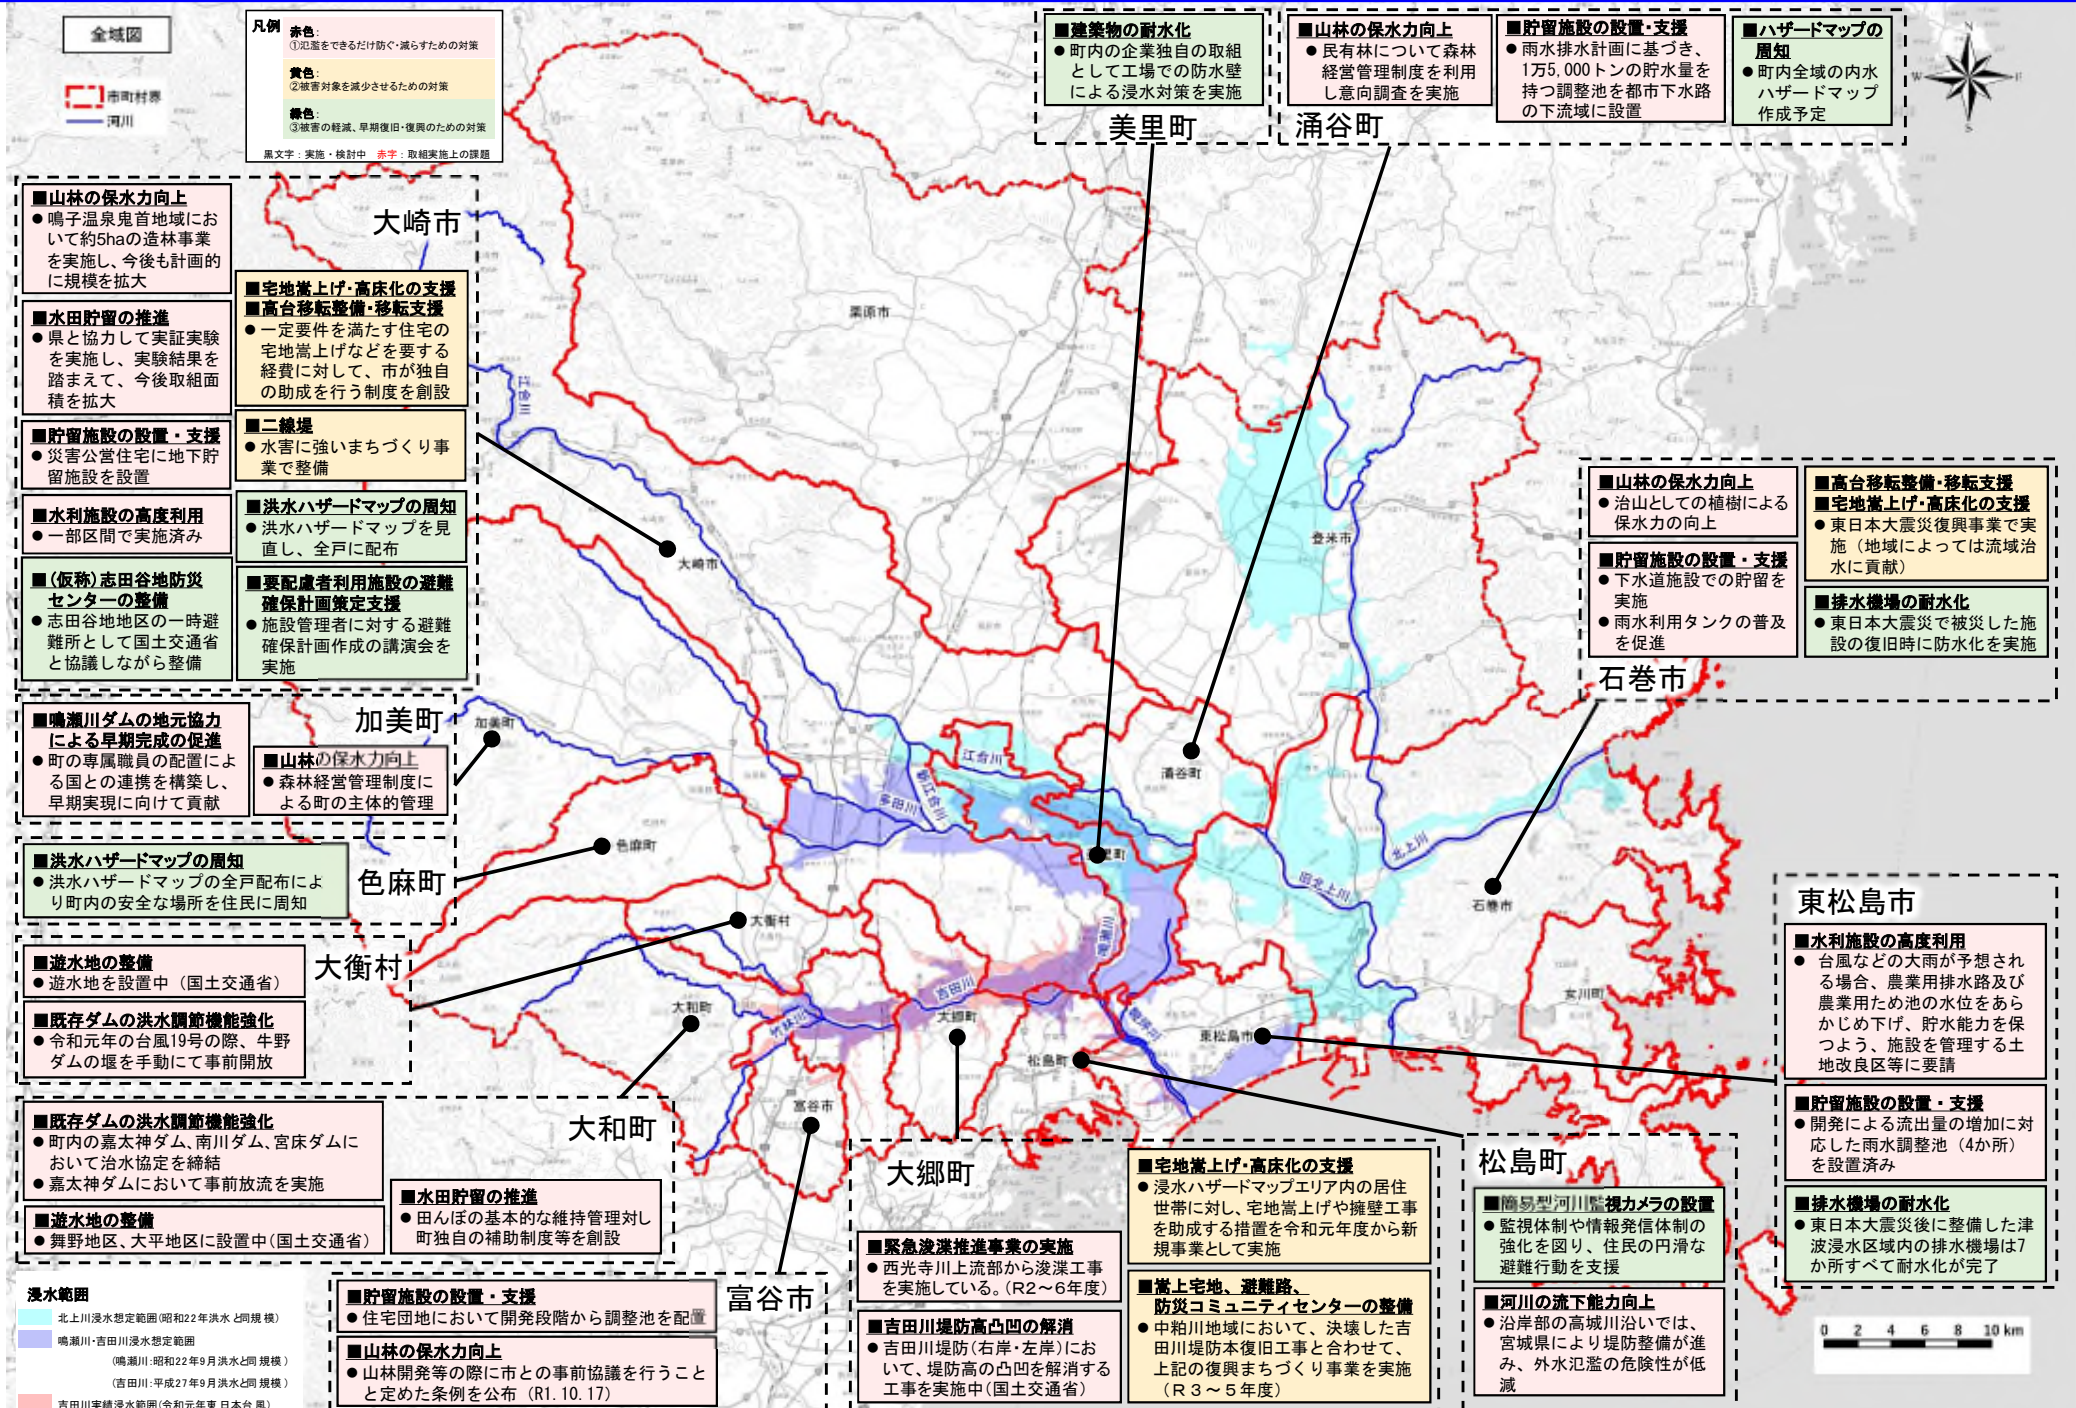 全域図
市町村界
河川
凡例
赤色：
①氾濫をできるだけ防ぐ・減らすための対策
黄色：
②被害対象を減少させるための対策
緑色：
③被害の軽減、早期復旧・復興のための対策
黒文字：実施・検討中　赤字：取組実施上の課題
■建築物の耐水化
● 町内の企業独自の取組
として工場での防水壁
による浸水対策を実施
美里町
■山林の保水力向上
● 民有林について森林
経営管理制度を利用
し意向調査を実施
■貯留施設の設置・支援
● 雨水排水計画に基づき、
1万5,000トンの貯水量を
持つ調整池を都市下水路
の下流域に設置
■ハザードマップの
周知
● 町内全域の内水
ハザードマップ
作成予定
涌谷町
N
W
E
S
大崎市
■山林の保水力向上
● 鳴子温泉鬼首地域にお
いて約5haの造林事業
を実施し、今後も計画的
に規模を拡大
■水田貯留の推進
● 県と協力して実証実験
を実施し、実験結果を
踏まえて、今後取組面
積を拡大
■貯留施設の設置・支援
● 災害公営住宅に地下貯
留施設を設置
■水利施設の高度利用
● 一部区間で実施済み
■（仮称）志田谷地防災
センターの整備
● 志田谷地地区の一時避
難所として国土交通省
と協議しながら整備
■宅地嵩上げ・高床化の支援
■高台移転整備・移転支援
● 一定要件を満たす住宅の
宅地嵩上げなどを要する
経費に対して、市が独自
の助成を行う制度を創設
■二線堤
● 水害に強いまちづくり事
業で整備
■洪水ハザードマップの周知
● 洪水ハザードマップを見
直し、全戸に配布
■要配慮者利用施設の避難
確保計画策定支援
● 施設管理者に対する避難
確保計画作成の講演会を
実施
加美町
■鳴瀬川ダムの地元協力
による早期完成の促進
● 町の専属職員の配置によ
る国との連携を構築し、
早期実現に向けて貢献
■山林の保水力向上
● 森林経営管理制度に
よる町の主体的管理
色麻町
■洪水ハザードマップの周知
● 洪水ハザードマップの全戸配布によ
り町内の安全な場所を住民に周知
大衡村
■遊水地の整備
● 遊水地を設置中（国土交通省）
■既存ダムの洪水調節機能強化
● 令和元年の台風19号の際、牛野
ダムの堰を手動にて事前開放
大和町
■既存ダムの洪水調節機能強化
● 町内の嘉太神ダム、南川ダム、宮床ダムに
おいて治水協定を締結
● 嘉太神ダムにおいて事前放流を実施
■遊水地の整備
● 舞野地区、大平地区に設置中（国土交通省）
■水田貯留の推進
● 田んぼの基本的な維持管理対し
町独自の補助制度等を創設
富谷市
■貯留施設の設置・支援
● 住宅団地において開発段階から調整池を配置
■山林の保水力向上
● 山林開発等の際に市との事前協議を行うこと
と定めた条例を公布（R1.10.17）
大郷町
■緊急浚渫推進事業の実施
● 西光寺川上流部から浚渫工事
を実施している。（R2～6年度）
■吉田川堤防高凸凹の解消
● 吉田川堤防（右岸・左岸）にお
いて、堤防高の凸凹を解消する
工事を実施中（国土交通省）
■宅地嵩上げ・高床化の支援
● 浸水ハザードマップエリア内の居住
世帯に対し、宅地嵩上げや擁壁工事
を助成する措置を令和元年度から新
規事業として実施
■嵩上宅地、避難路、
防災コミュニティセンターの整備
● 中粕川地域において、決壊した吉
田川堤防本復旧工事と合わせて、
上記の復興まちづくり事業を実施
（R３～５年度）
松島町
■簡易型河川監視カメラの設置
● 監視体制や情報発信体制の
強化を図り、住民の円滑な
避難行動を支援
■河川の流下能力向上
● 沿岸部の高城川沿いでは、
宮城県により堤防整備が進
み、外水氾濫の危険性が低
減
石巻市
■山林の保水力向上
● 治山としての植樹による
保水力の向上
■貯留施設の設置・支援
● 下水道施設での貯留を
実施
● 雨水利用タンクの普及
を促進
■高台移転整備・移転支援
■宅地嵩上げ・高床化の支援
● 東日本大震災復興事業で実
施（地域によっては流域治
水に貢献）
■排水機場の耐水化
● 東日本大震災で被災した施
設の復旧時に防水化を実施
東松島市
■水利施設の高度利用
● 台風などの大雨が予想され
る場合、農業用排水路及び
農業用ため池の水位をあら
かじめ下げ、貯水能力を保
つよう、施設を管理する土
地改良区等に要請
■貯留施設の設置・支援
● 開発による流出量の増加に対
応した雨水調整池（4か所）
を設置済み
■排水機場の耐水化
● 東日本大震災後に整備した津
波浸水区域内の排水機場は7
か所すべて耐水化が完了
栗原市
登米市
大崎市
加美町
色麻町
大衡村
大和町
富谷市
大郷町
松島町
東松島市
石巻市
女川町
涌谷町
江合川
江合川
新江合川
多田川
鳴瀬川
吉田川
竹林川
旧北上川
北上川
浸水範囲
北上川浸水想定範囲（昭和22年洪水と同規模）
鳴瀬川・吉田川浸水想定範囲
（鳴瀬川：昭和22年9月洪水と同規模）
（吉田川：平成27年9月洪水と同規模）
吉田川実績浸水範囲（令和元年東日本台風）
0 2 4 6 8 10 km